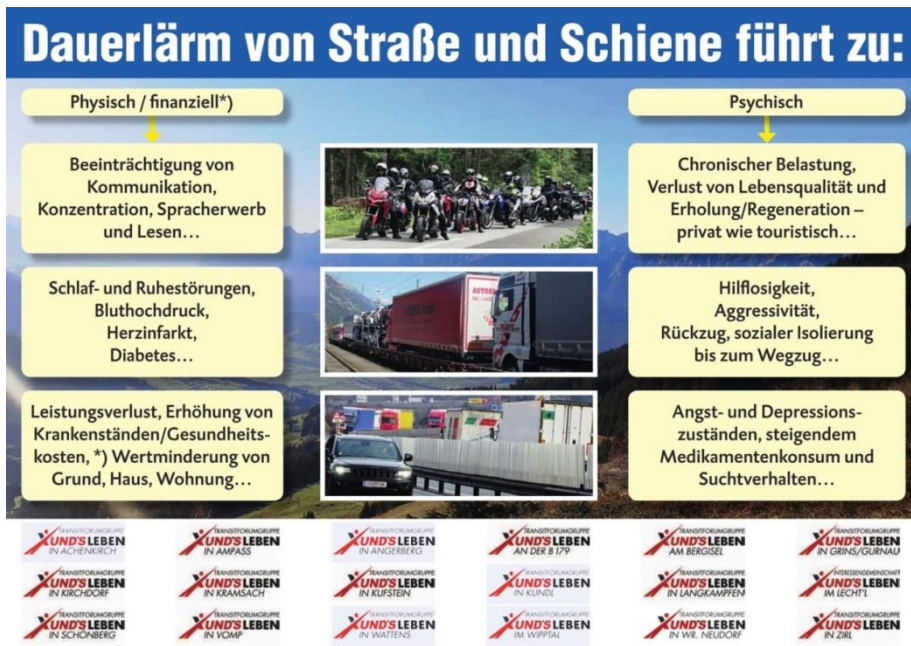 Dauerlärm von Straße und Schiene führt zu:
Physisch / finanziell*)
Beeinträchtigung von
Kommunikation,
Konzentration, Spracherwerb
und Lesen…
Schlaf- und Ruhestörungen,
Bluthochdruck,
Herzinfarkt,
Diabetes…
Leistungsverlust, Erhöhung von
Krankenständen/Gesundheits-
kosten, *) Wertminderung von
Grund, Haus, Wohnung…
Psychisch
Chronischer Belastung,
Verlust von Lebensqualität und
Erholung/Regeneration –
privat wie touristisch…
Hilflosigkeit,
Aggressivität,
Rückzug, sozialer Isolierung
bis zum Wegzug…
Angst- und Depressions-
zuständen, steigendem
Medikamentenkonsum und
Suchtverhalten…
TRANSITFORUMGRUPPE
XUND'S LEBEN
IN ACHENKIRCH
TRANSITFORUMGRUPPE
XUND'S LEBEN
IN AMPASS
TRANSITFORUMGRUPPE
XUND'S LEBEN
IN ANGERBERG
TRANSITFORUMGRUPPE
XUND'S LEBEN
AN DER B 179
TRANSITFORUMGRUPPE
XUND'S LEBEN
AM BERGISEL
TRANSITFORUMGRUPPE
XUND'S LEBEN
IN GRINS/GURNAU
TRANSITFORUMGRUPPE
XUND'S LEBEN
IN KIRCHDORF
TRANSITFORUMGRUPPE
XUND'S LEBEN
IN KRAMSACH
TRANSITFORUMGRUPPE
XUND'S LEBEN
IN KUFSTEIN
TRANSITFORUMGRUPPE
XUND'S LEBEN
IN KUNDL
TRANSITFORUMGRUPPE
XUND'S LEBEN
IN LANGKAMPFEN
INTERESSENGEMEINSCHAFT
XUND'S LEBEN
IM LECHT'L
TRANSITFORUMGRUPPE
XUND'S LEBEN
IN SCHÖNBERG
TRANSITFORUMGRUPPE
XUND'S LEBEN
IN VOMP
TRANSITFORUMGRUPPE
XUND'S LEBEN
IN WATTENS
TRANSITFORUMGRUPPE
XUND'S LEBEN
IM WIPPTAL
TRANSITFORUMGRUPPE
XUND'S LEBEN
IN WR. NEUDORF
TRANSITFORUMGRUPPE
XUND'S LEBEN
IN ZIRL